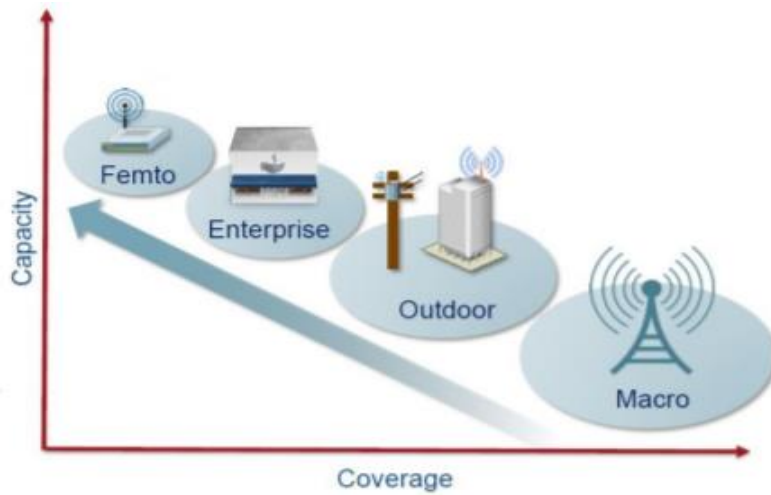 Femto
Enterprise
Outdoor
Macro
Capacity
Coverage